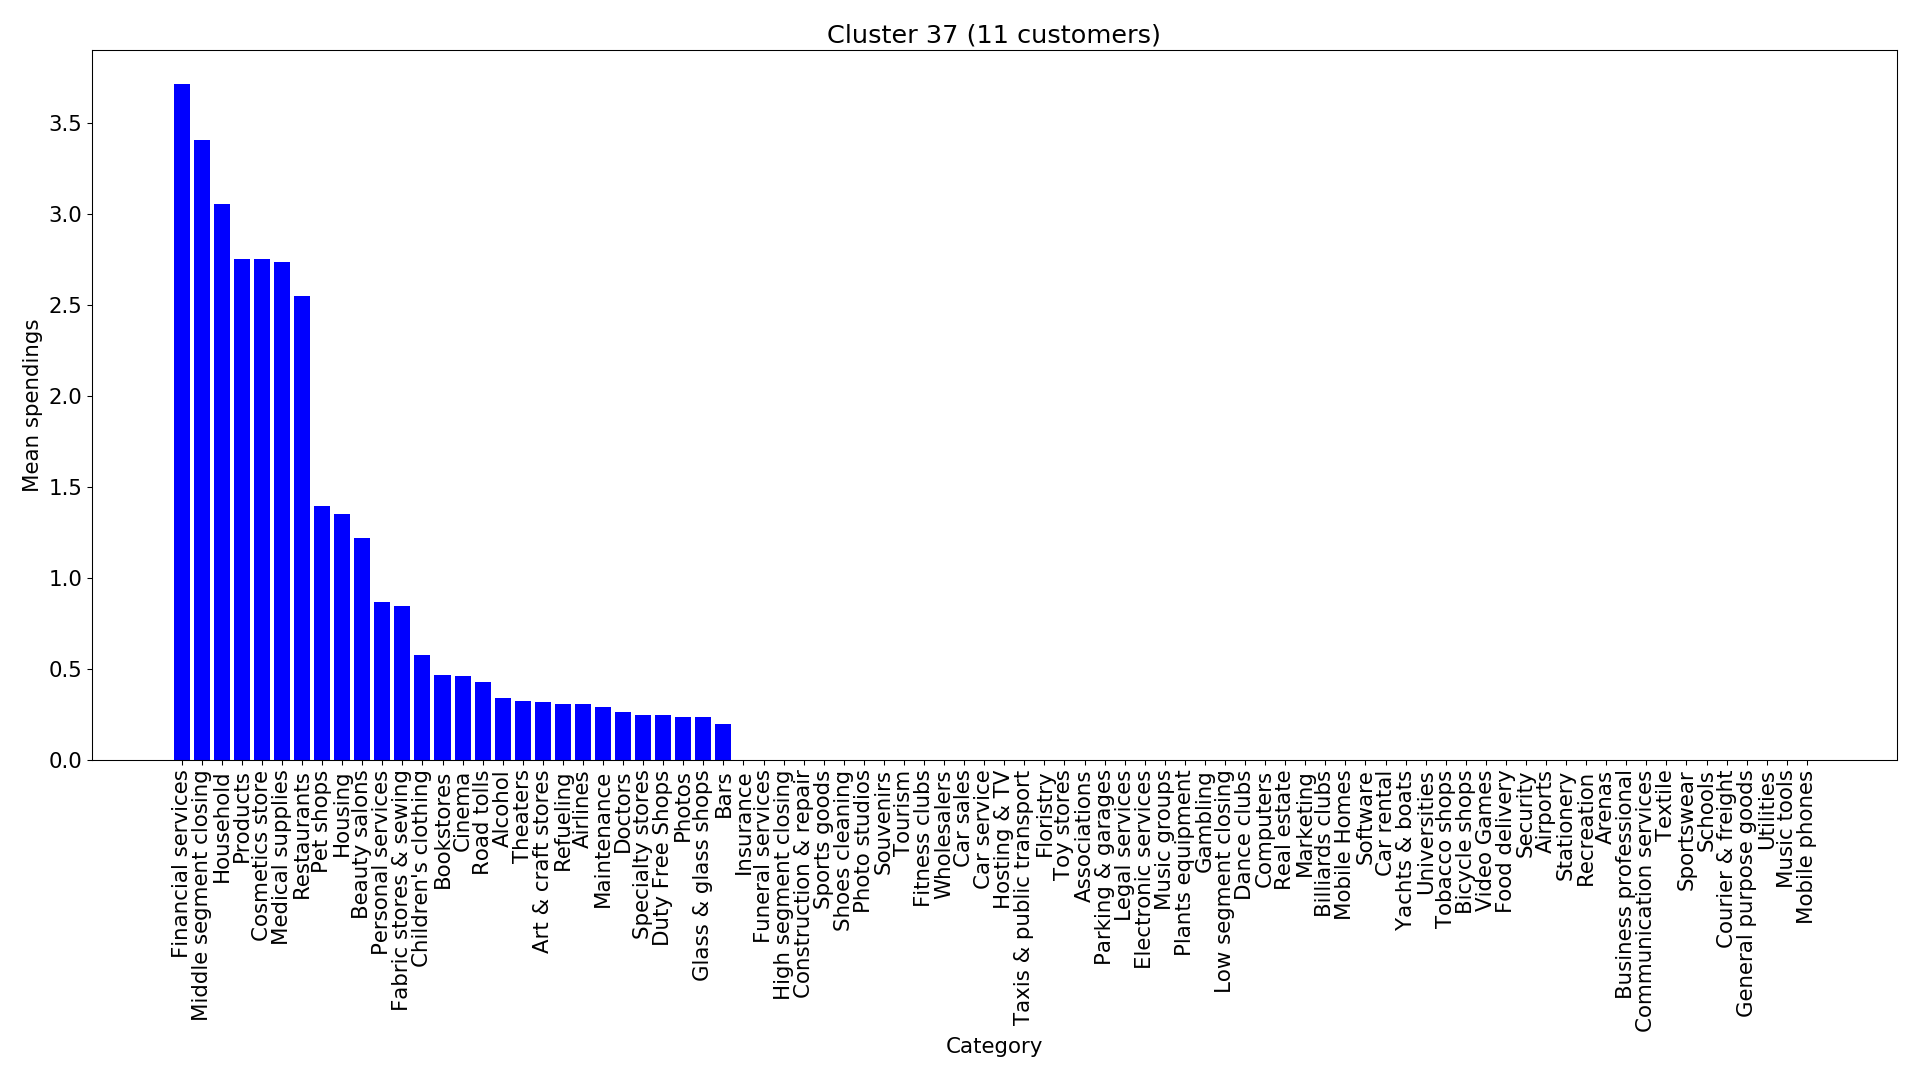 Cluster 37 (11 customers)
3.5
3.0
2.5
2.0
1.5
1.0
0.5
0.0
Mean spendings
Financial services
Middle segment closing
Household
Products
Cosmetics store
Medical supplies
Restaurants
Pet shops
Housing
Beauty salons
Personal services
Fabric stores & sewing
Children's clothing
Bookstores
Cinema
Road tolls
Alcohol
Theaters
Art & craft stores
Refueling
Airlines
Maintenance
Doctors
Specialty stores
Duty Free Shops
Photos
Glass & glass shops
Bars
Insurance
Funeral services
High segment closing
Construction & repair
Sports goods
Shoes cleaning
Photo studios
Souvenirs
Tourism
Fitness clubs
Wholesalers
Car sales
Car service
Hosting & TV
Taxis & public transport
Floristry
Toy stores
Associations
Parking & garages
Legal services
Electronic services
Music groups
Plants equipment
Gambling
Low segment closing
Dance clubs
Computers
Real estate
Marketing
Billiards clubs
Mobile Homes
Software
Car rental
Yachts & boats
Universities
Tobacco shops
Bicycle shops
Video Games
Food delivery
Security
Airports
Stationery
Recreation
Arenas
Business professional
Communication services
Textile
Sportswear
Schools
Courier & freight
General purpose goods
Utilities
Music tools
Mobile phones
Category